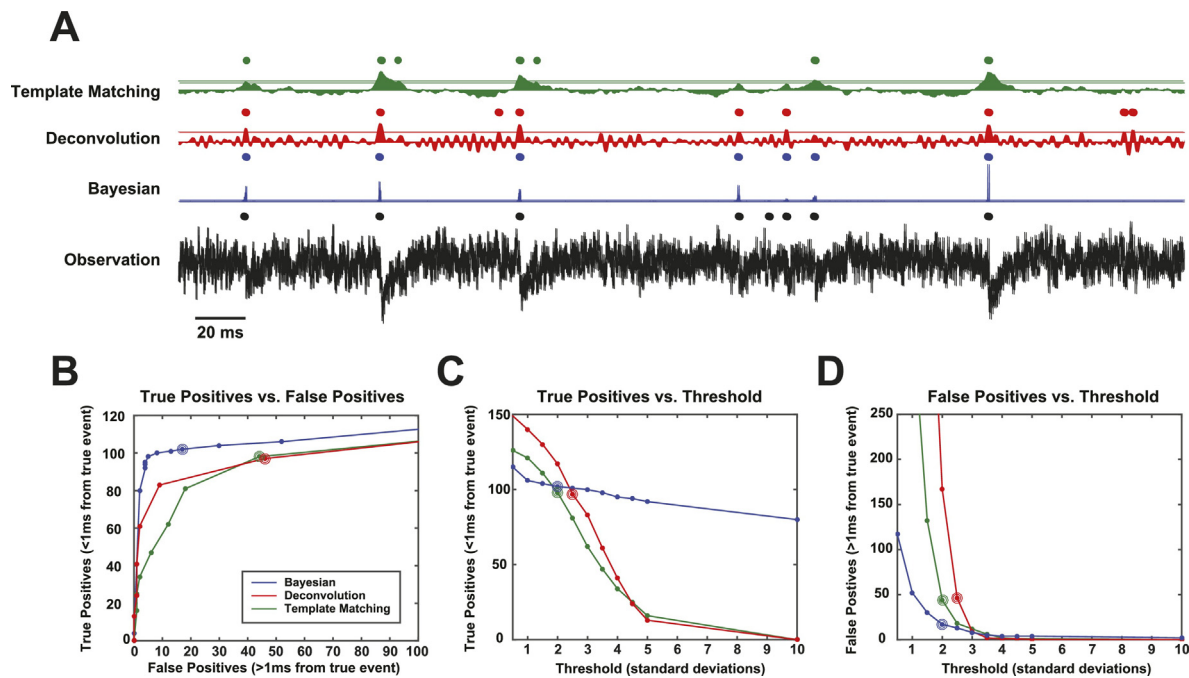 A
Template Matching
Deconvolution
Bayesian
Observation
20 ms
B
True Positives vs. False Positives
True Positives (<1ms from true event)
120
100
80
60
40
20
0
0 10 20 30 40 50 60 70 80 90 100
False Positives (>1ms from true event)
Bayesian
Deconvolution
Template Matching
C
True Positives vs. Threshold
True Positives (<1ms from true event)
150
100
50
0
1 2 3 4 5 6 7 8 9 10
Threshold (standard deviations)
D
False Positives vs. Threshold
False Postives (>1ms from true event)
250
200
150
100
50
0
1 2 3 4 5 6 7 8 9 10
Threshold (standard deviations)